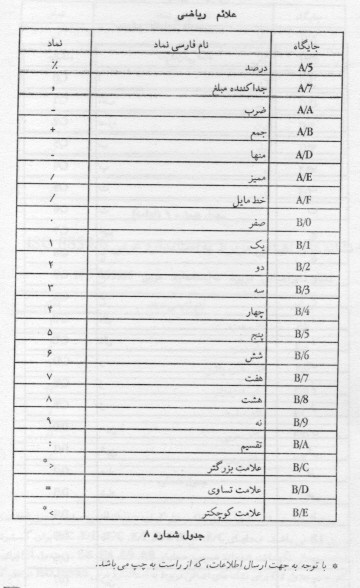 علائم ریاضی
جایگاه نام فارسی نماد نماد
A/5 درصد ٪
A/7 جداکننده مبلغ و
A/A ضرب _
A/B جمع +
A/D منها -
A/E ممیز ٫
A/F خط مایل /
B/0 صفر ۰
B/1 یک ۱
B/2 دو ۲
B/3 سه ۳
B/4 چهار ۴
B/5 پنج ۵
B/6 شش ۶
B/7 هفت ۷
B/8 هشت ۸
B/9 نه ۹
B/A تقسیم :
B/C علامت بزرگتر <*
B/D علامت تساوی =
B/E علامت کوچکتر >*
جدول شماره ۸
* با توجه به جهت ارسال اطلاعات، که از راست به چپ می‌باشد.